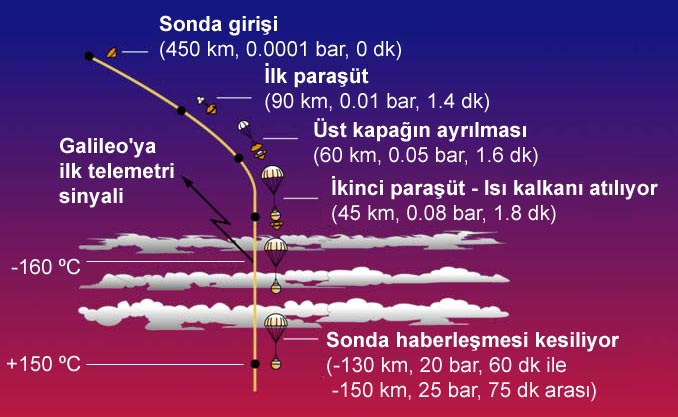 Sonda girişi
(450 km, 0.0001 bar, 0 dk)
İlk paraşüt
(90 km, 0.01 bar, 1.4 dk)
Üst kapağın ayrılması
(60 km, 0.05 bar, 1.6 dk)
Galileo'ya
ilk telemetri
sinyali
İkinci paraşüt - Isı kalkanı atılıyor
(45 km, 0.08 bar, 1.8 dk)
-160 ºC
Sonda haberleşmesi kesiliyor
(-130 km, 20 bar, 60 dk ile
-150 km, 25 bar, 75 dk arası)
+150 ºC